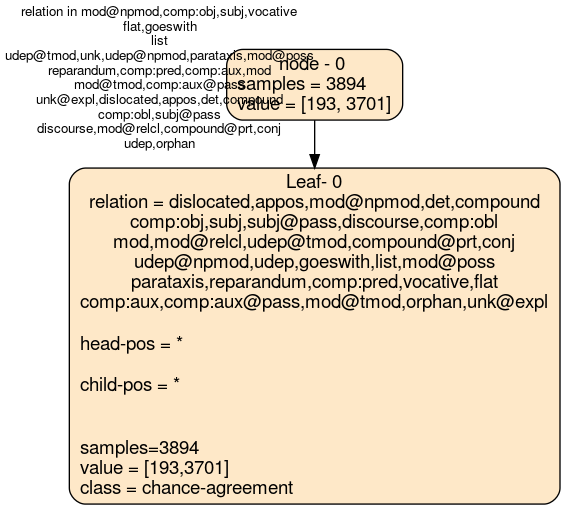 relation in mod@npmod,comp:obj,subj,vocative
flat,goeswith
list
udep@tmod,unk,udep@npmod,parataxis,mod@poss
reparandum,comp:pred,comp:aux,mod
mod@tmod,comp:aux@pass
unk@expl,dislocated,appos,det,compound
comp:obl,subj@pass
discourse,mod@relcl,compound@prt,conj
udep,orphan
node - 0
samples = 3894
value = [193, 3701]
Leaf- 0
relation = dislocated,appos,mod@npmod,det,compound
comp:obj,subj,subj@pass,discourse,comp:obl
mod,mod@relcl,udep@tmod,compound@prt,conj
udep@npmod,udep,goeswith,list,mod@poss
parataxis,reparandum,comp:pred,vocative,flat
comp:aux,comp:aux@pass,mod@tmod,orphan,unk@expl
head-pos = *
child-pos = *
samples=3894
value = [193,3701]
class = chance-agreement